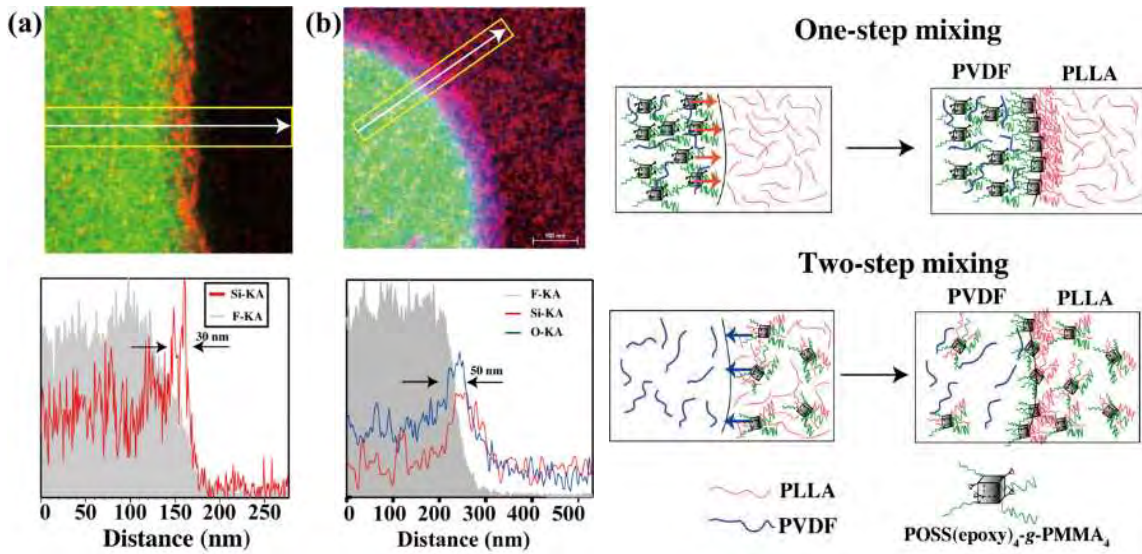 (a)
(b)
One-step mixing
PVDF
PLLA
Two-step mixing
PVDF
PLLA
Si-KA
F-KA
30 nm
0
50
100
150
200
250
Distance (nm)
F-KA
Si-KA
O-KA
50 nm
0
100
200
300
400
500
Distance (nm)
PLLA
PVDF
POSS(epoxy)₄-g-PMMA₄